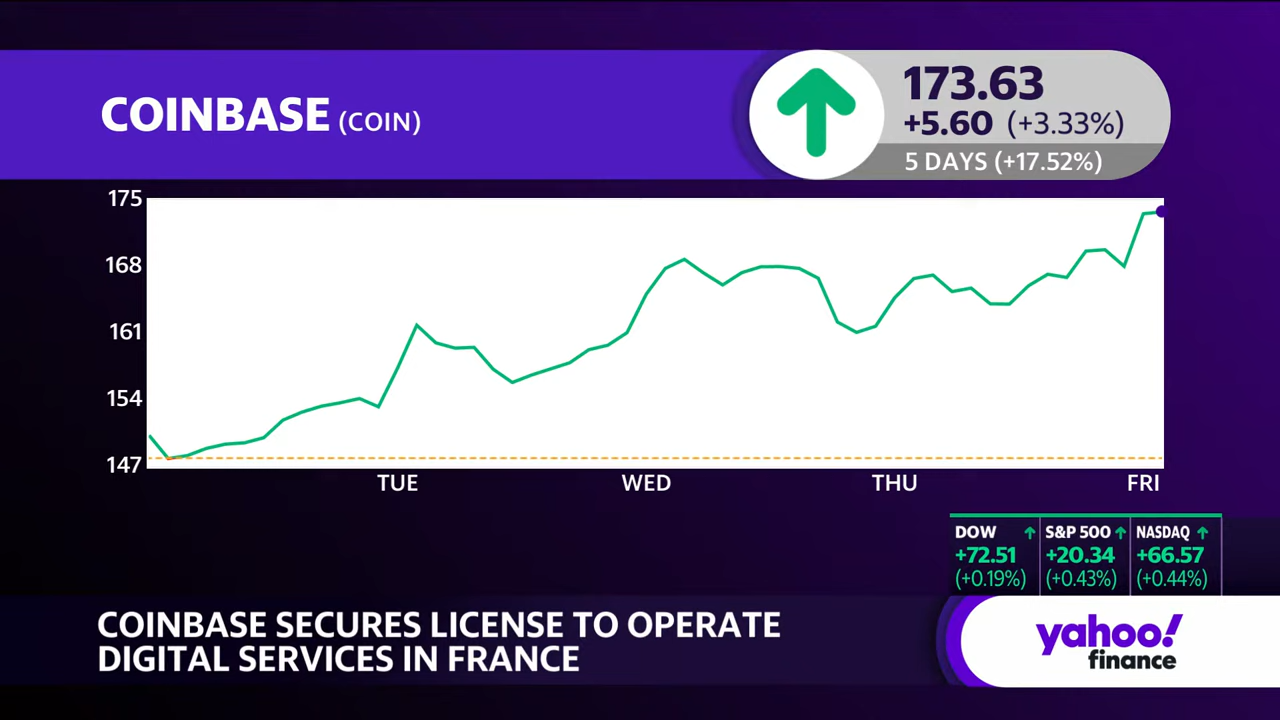 COINBASE (COIN)
173.63
+5.60 (+3.33%)
5 DAYS (+17.52%)
175
168
161
154
147
TUE WED THU FRI
DOW S&P 500 NASDAQ
+72.51 +20.34 +66.57
(+0.19%) (+0.43%) (+0.44%)
COINBASE SECURES LICENSE TO OPERATE
DIGITAL SERVICES IN FRANCE
yahoo!
finance